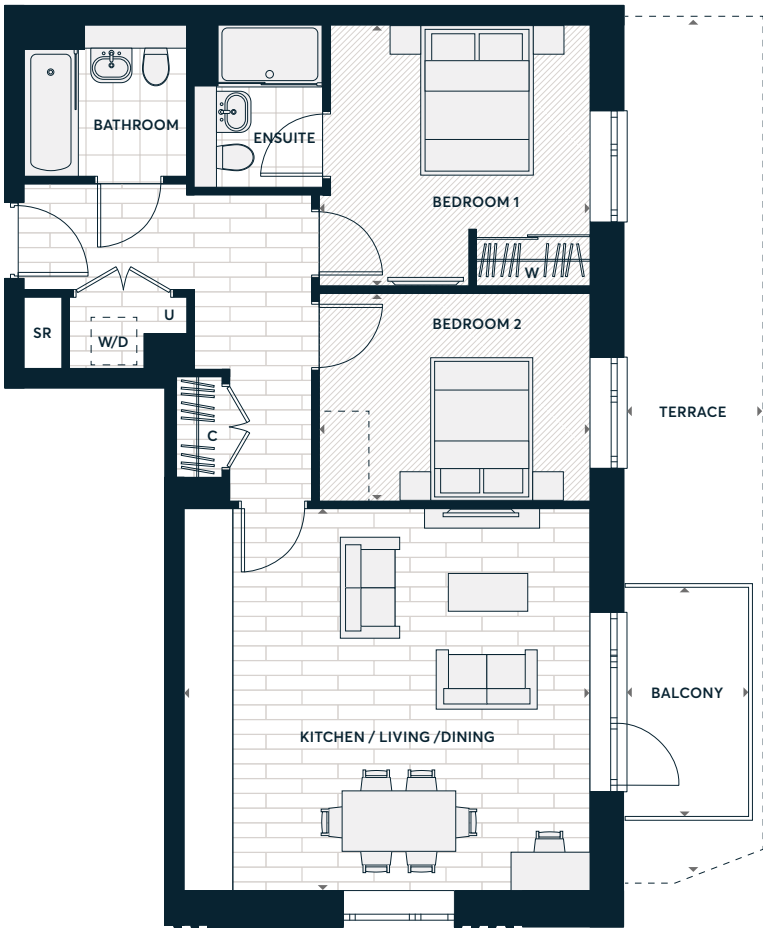 BATHROOM
ENSUITE
BEDROOM 1
W
U
SR
W/D
BEDROOM 2
TERRACE
C
BALCONY
KITCHEN / LIVING /DINING